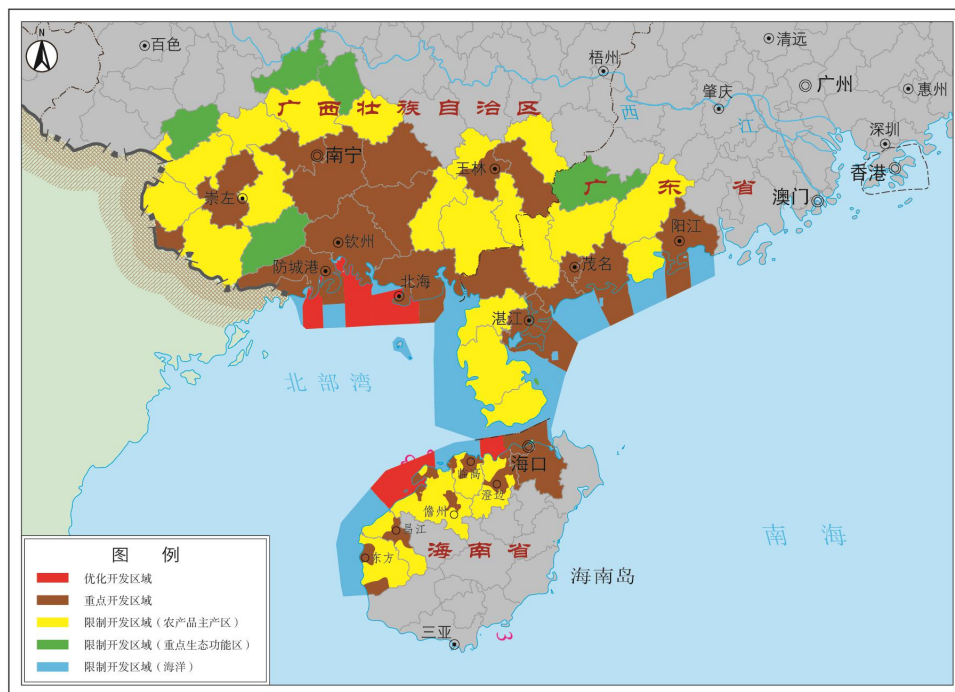 N
百色
清远
梧州
广州
肇庆
惠州
广西壮族自治区
西
江
深圳
南宁
玉林
香港
崇左
广东省
澳门
阳江
钦州
防城港
茂名
北海
湛江
北部湾
海口
临高
澄迈
儋州
昌江
南海
东方
海南省
海南岛
三亚
3
图 例
优化开发区域
重点开发区域
限制开发区域（农产品主产区）
限制开发区域（重点生态功能区）
限制开发区域（海洋）